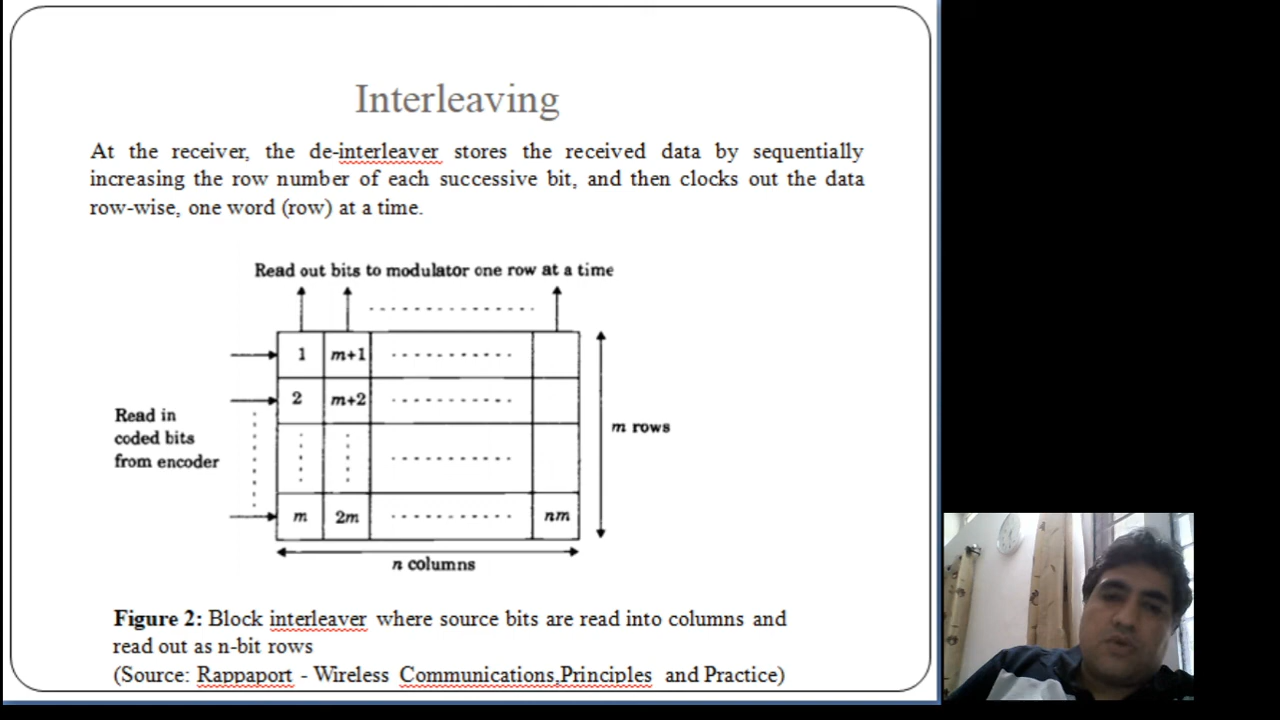 Interleaving
At the receiver, the de-interleaver stores the received data by sequentially
increasing the row number of each successive bit, and then clocks out the data
row-wise, one word (row) at a time.
Read out bits to modulator one row at a time
1 m+1
2 m+2
Read in
coded bits
from encoder
m rows
m 2m nm
n columns
Figure 2: Block interleaver where source bits are read into columns and
read out as n-bit rows
(Source: Rappaport - Wireless Communications,Principles and Practice)